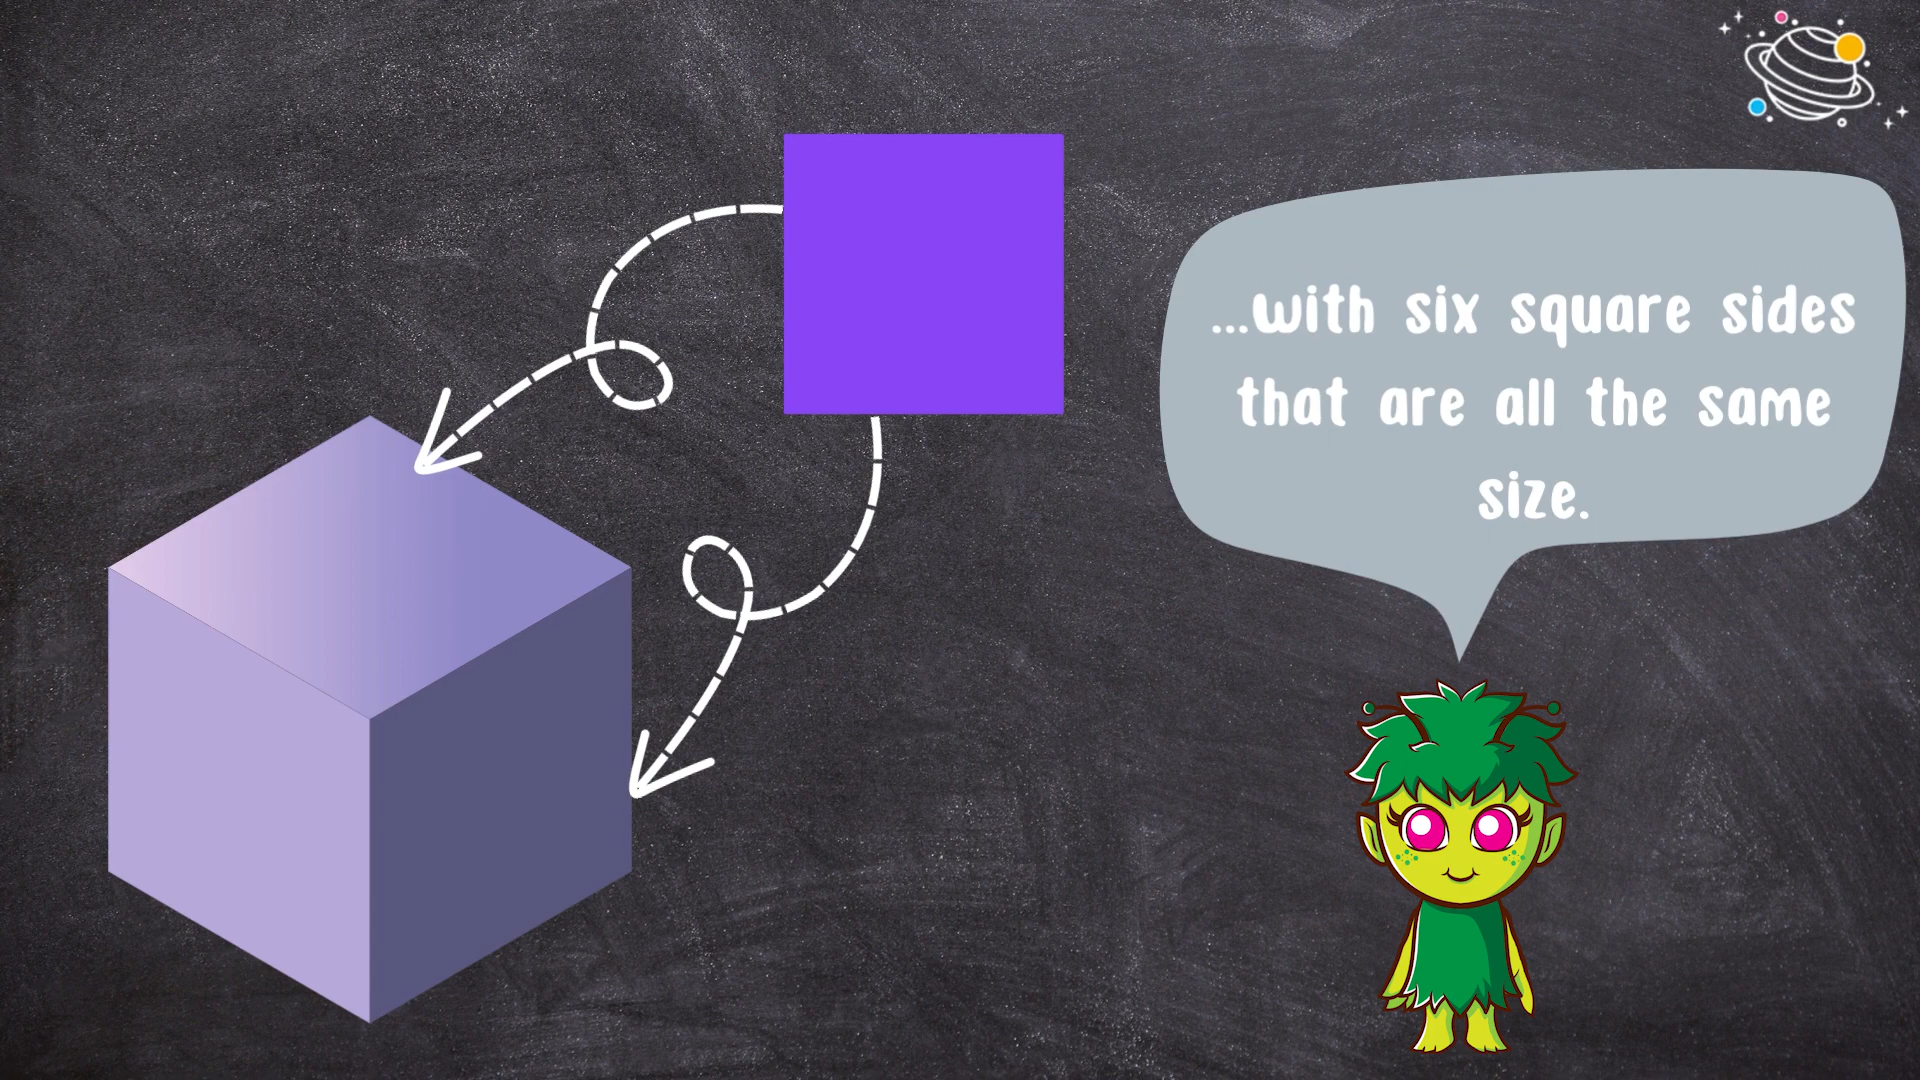 ...with six square sides
that are all the same
size.